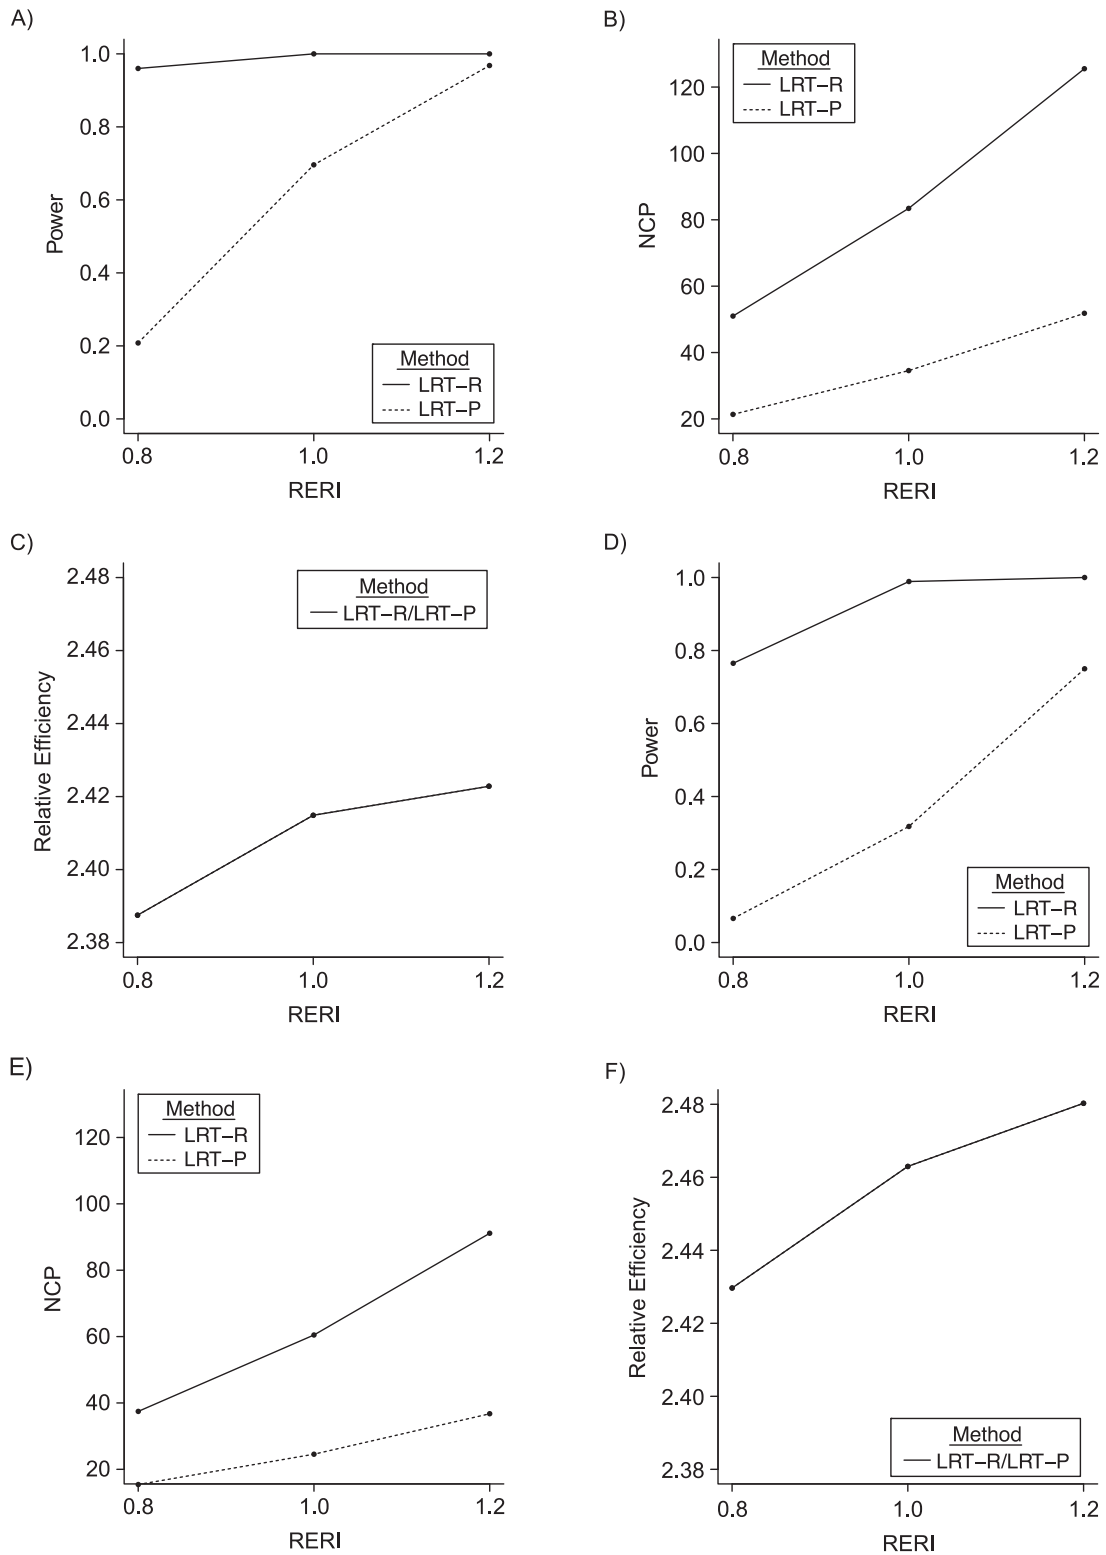 A)
1.0
0.8
0.6
0.4
0.2
0.0
Power
Method
LRT–R
LRT–P
0.8 1.0 1.2
RERI
B)
120
100
80
60
40
20
NCP
Method
LRT–R
LRT–P
0.8 1.0 1.2
RERI
C)
2.48
2.46
2.44
2.42
2.40
2.38
Relative Efficiency
Method
LRT–R/LRT–P
0.8 1.0 1.2
RERI
D)
1.0
0.8
0.6
0.4
0.2
0.0
Power
Method
LRT–R
LRT–P
0.8 1.0 1.2
RERI
E)
120
100
80
60
40
20
NCP
Method
LRT–R
LRT–P
0.8 1.0 1.2
RERI
F)
2.48
2.46
2.44
2.42
2.40
2.38
Relative Efficiency
Method
LRT–R/LRT–P
0.8 1.0 1.2
RERI